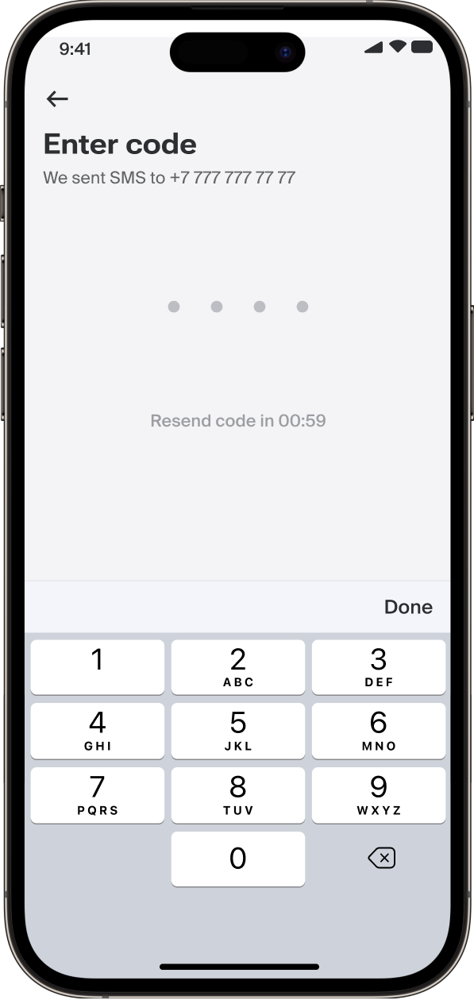 9:41
Enter code
We sent SMS to +7 777 777 77 77
Resend code in 00:59
Done
1
2
ABC
3
DEF
4
GHI
5
JKL
6
MNO
7
PQRS
8
TUV
9
WXYZ
0